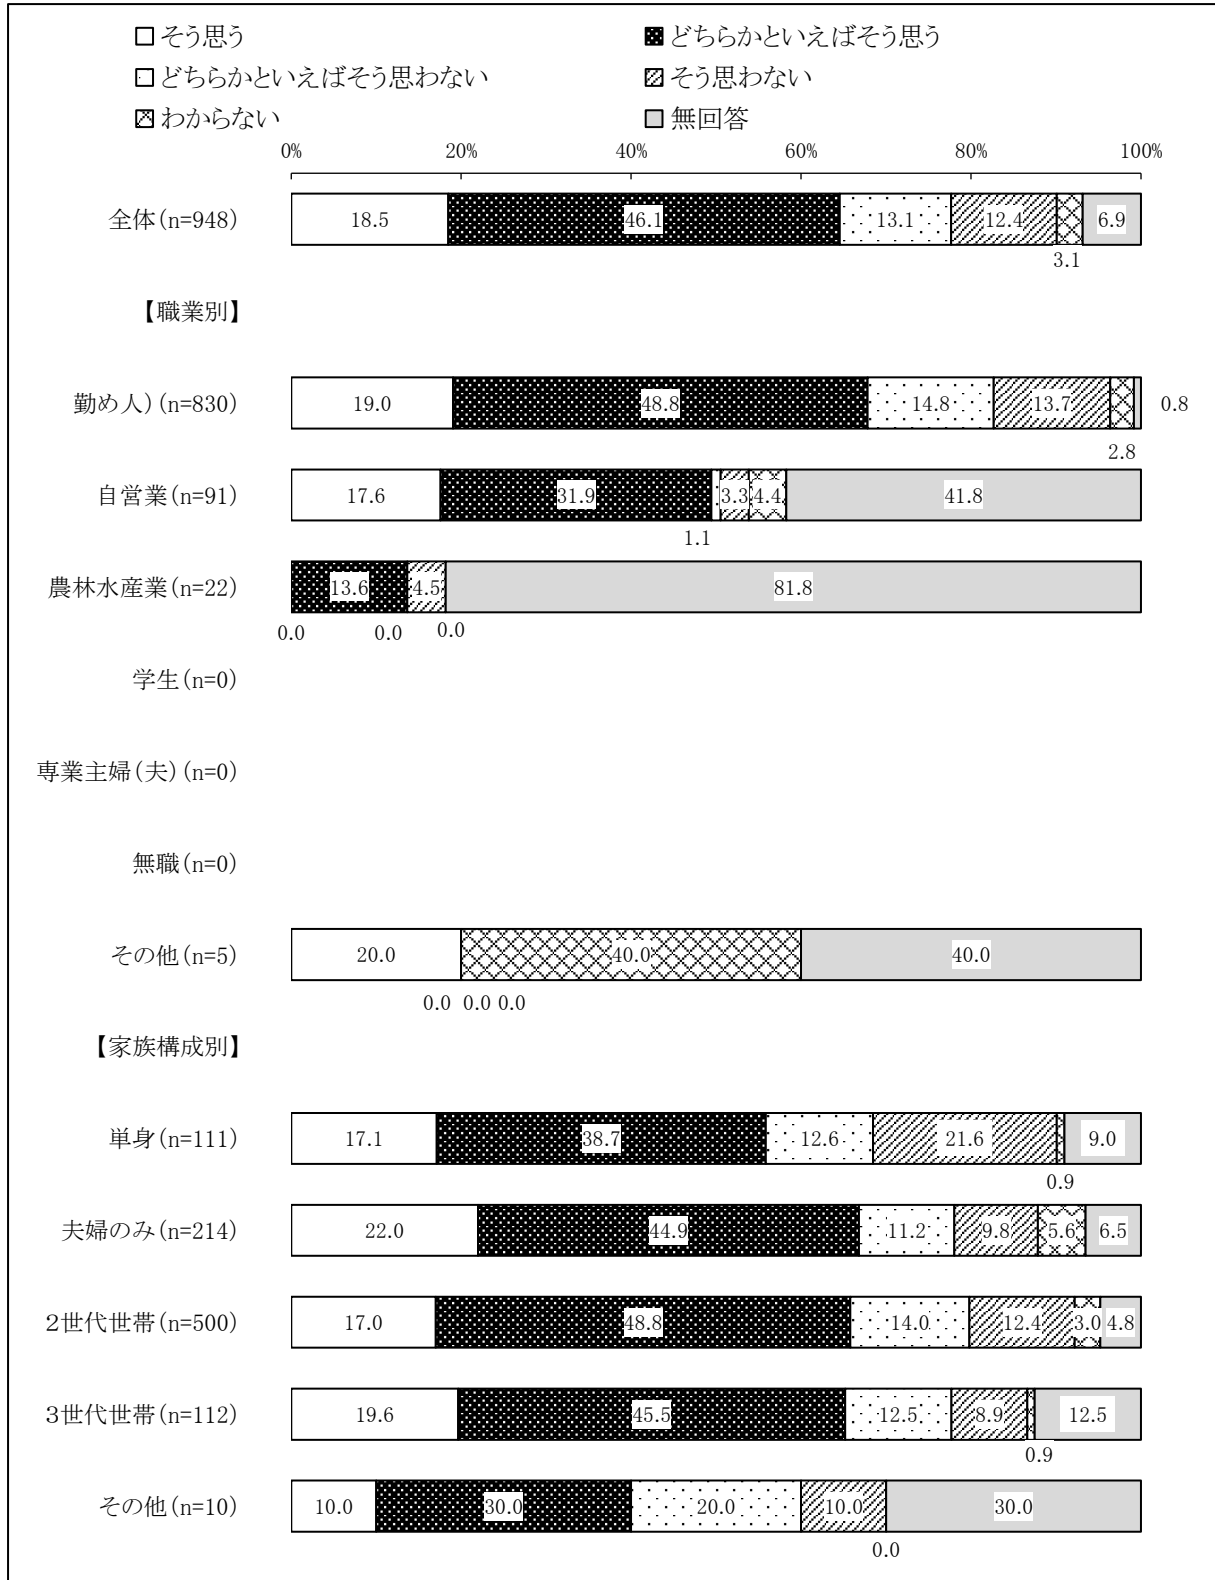 そう思う どちらかといえばそう思う
どちらかといえばそう思わない そう思わない
わからない 無回答
0% 20% 40% 60% 80% 100%
全体(n=948) 18.5 46.1 13.1 12.4 6.9
3.1
【職業別】
勤め人)(n=830) 19.0 48.8 14.8 13.7 0.8
2.8
自営業(n=91) 17.6 31.9 3.3 4.4 41.8
1.1
農林水産業(n=22) 13.6 4.5 81.8
0.0 0.0 0.0
学生(n=0)
専業主婦(夫)(n=0)
無職(n=0)
その他(n=5) 20.0 40.0 40.0
0.0 0.0 0.0
【家族構成別】
単身(n=111) 17.1 38.7 12.6 21.6 9.0
0.9
夫婦のみ(n=214) 22.0 44.9 11.2 9.8 5.6 6.5
2世代世帯(n=500) 17.0 48.8 14.0 12.4 3.0 4.8
3世代世帯(n=112) 19.6 45.5 12.5 8.9 12.5
0.9
その他(n=10) 10.0 30.0 20.0 10.0 30.0
0.0